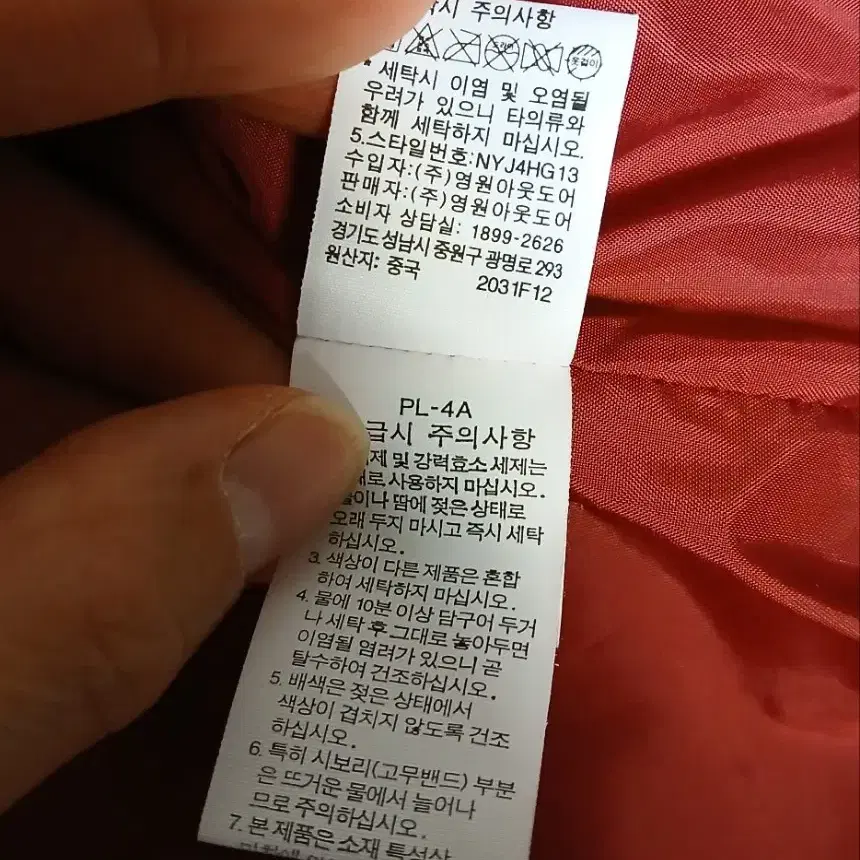 시 주의사항
드라이
옷걸이
* 세탁시 이염 및 오염될
우려가 있으니 타의류와
함께 세탁하지 마십시오.
5.스타일번호:NYJ4HG13
수입자:(주)영원아웃도어
판매자:(주)영원아웃도어
소비자 상담실: 1899-2626
경기도 성남시 중원구 광명로 293
원산지: 중국 2031F12
PL-4A
급시 주의사항
제 및 강력효소 세제는
로 사용하지 마십시오.
이나 땀에 젖은 상태로
오래 두지 마시고 즉시 세탁
하십시오.
3. 색상이 다른 제품은 혼합
하여 세탁하지 마십시오.
4. 물에 10분 이상 담구어 두거
나 세탁 후 그대로 놓아두면
이염될 염려가 있으니 곧
탈수하여 건조하십시오.
5. 배색은 젖은 상태에서
색상이 겹치지 않도록 건조
하십시오.
6. 특히 시보리(고무밴드) 부분
은 뜨거운 물에서 늘어나
므로 주의하십시오.
7. 본 제품은 소재 특성상